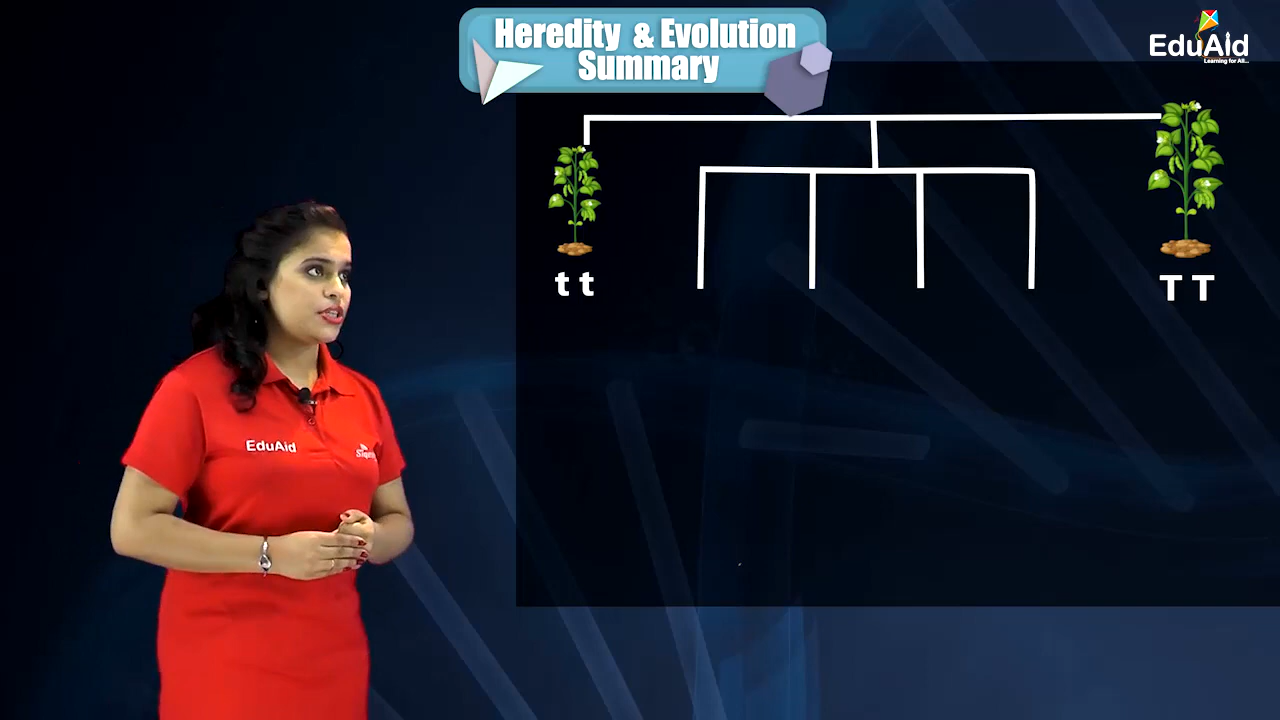 Heredity & Evolution
Summary
EduAid
Learning for All...
t t
T T
EduAid